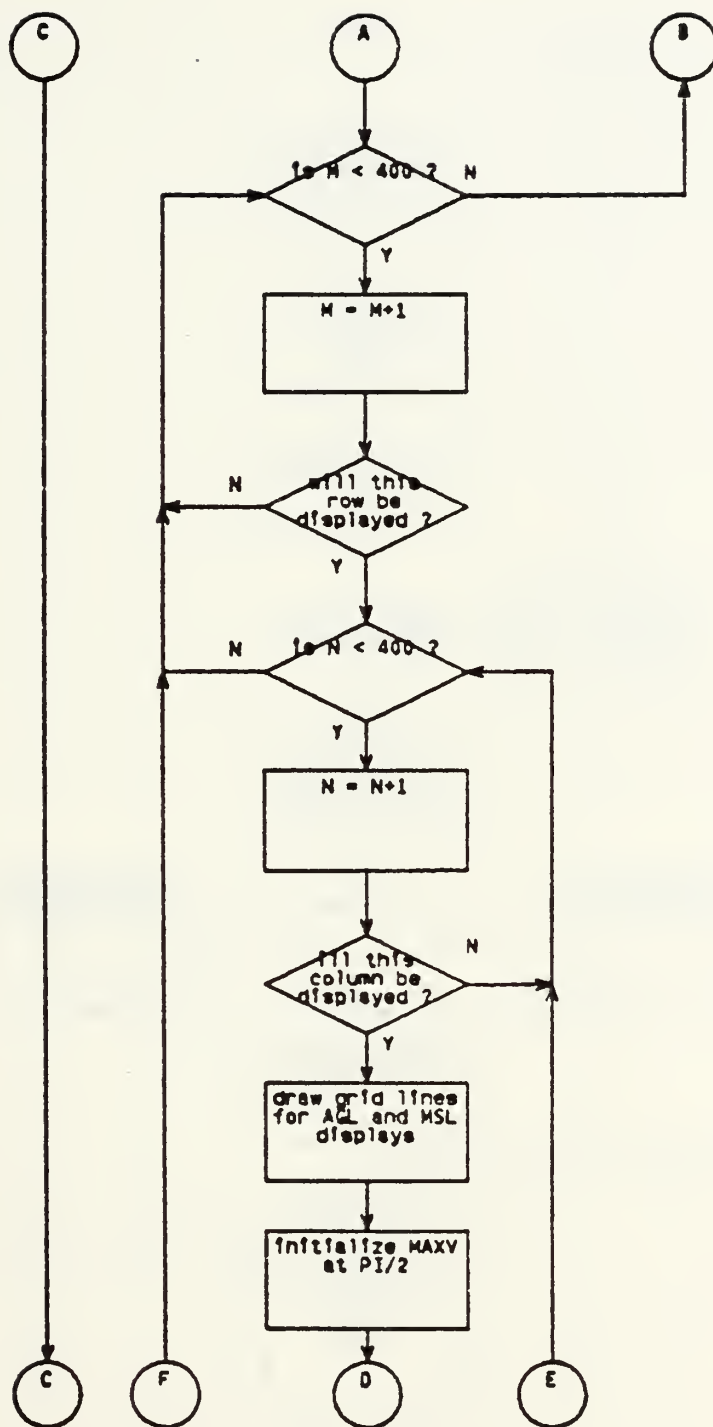 C A B
is M < 400 ? N
Y
M = M+1
N
will this
row be
displayed ?
Y
is N < 400 ?
N
Y
N = N+1
N
ill this
column be
displayed ?
Y
draw grid lines
for AGL and MSL
displays
initialize MAXV
at PI/2
C F D E